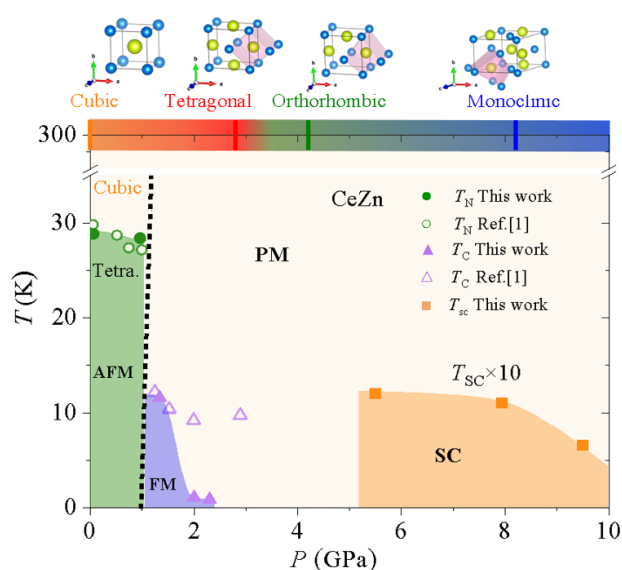 b
c
a
b
c
a
b
c
a
b
c
a
Cubic
Tetragonal
Orthorhombic
Monoclinic
300
Cubic
CeZn
T_N This work
T_N Ref.[1]
T_C This work
T_C Ref.[1]
T_sc This work
PM
30
Tetra.
20
T (K)
AFM
T_SC×10
10
SC
FM
0
0
2
4
6
8
10
P (GPa)